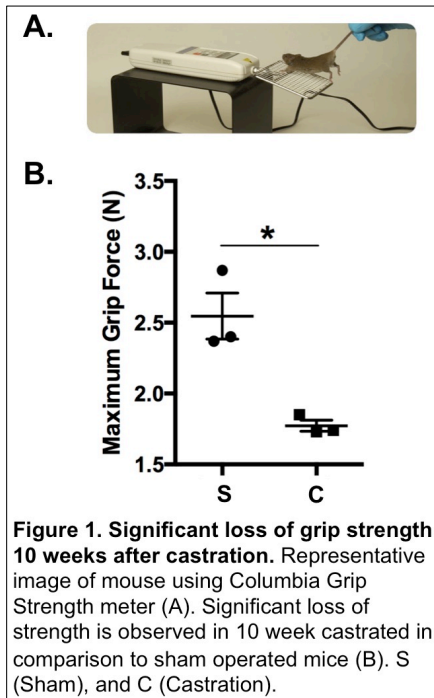 A.
B.
Maximum Grip Force (N)
3.5
3.0
2.5
2.0
1.5
*
S
C
Figure 1. Significant loss of grip strength
10 weeks after castration. Representative
image of mouse using Columbia Grip
Strength meter (A). Significant loss of
strength is observed in 10 week castrated in
comparison to sham operated mice (B). S
(Sham), and C (Castration).